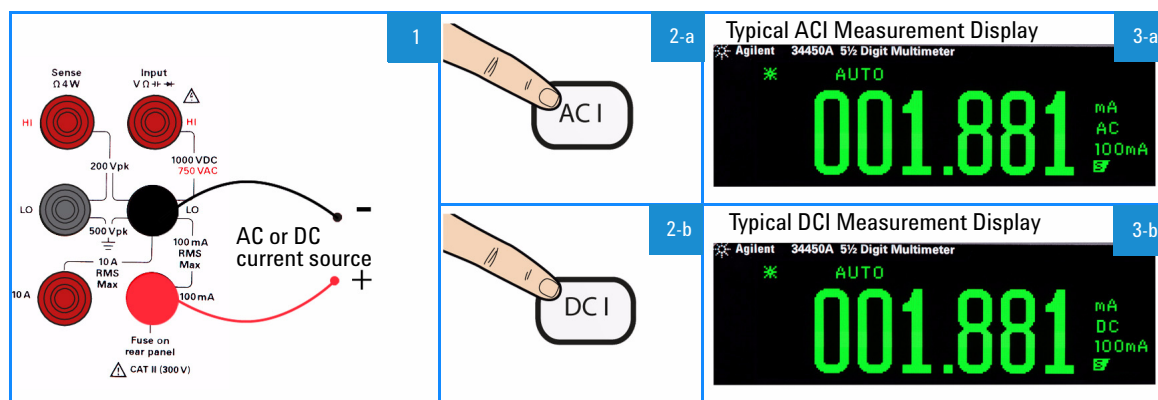 1
Sense
Ω 4 W
Input
V Ω
HI
HI
200 Vpk
1000 VDC
750 VAC
LO
LO
500 Vpk
100 mA
RMS
Max
10 A
RMS
Max
10 A
100 mA
AC or DC
current source
-
+
Fuse on
rear panel
CAT II (300 V)
2-a
AC I
Typical ACI Measurement Display
3-a
Agilent 34450A 5½ Digit Multimeter
AUTO
001.881
mA
AC
100mA
2-b
DC I
Typical DCI Measurement Display
3-b
Agilent 34450A 5½ Digit Multimeter
AUTO
001.881
mA
DC
100mA